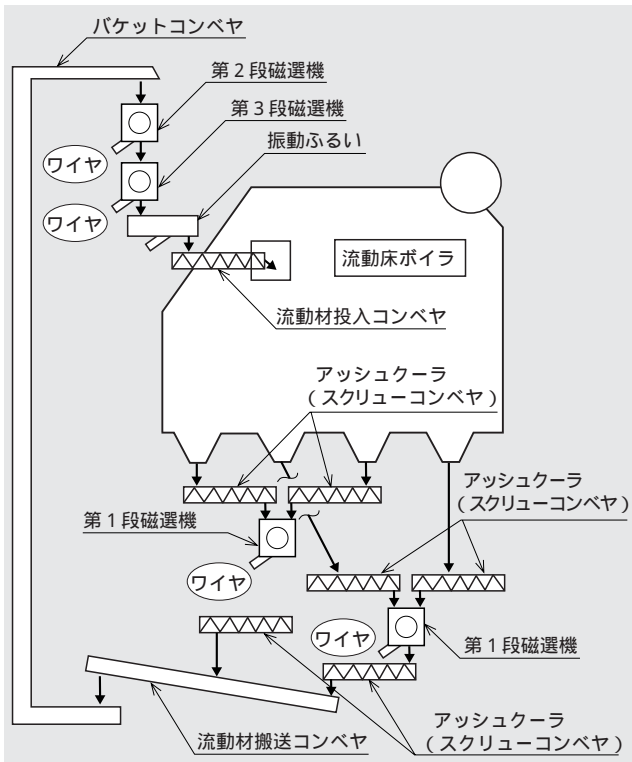 バケットコンベヤ
第2段磁選機
第3段磁選機
振動ふるい
ワイヤ
ワイヤ
流動床ボイラ
流動材投入コンベヤ
アッシュクーラ
（スクリューコンベヤ）
アッシュクーラ
（スクリューコンベヤ）
第1段磁選機
ワイヤ
ワイヤ
第1段磁選機
流動材搬送コンベヤ
アッシュクーラ
（スクリューコンベヤ）